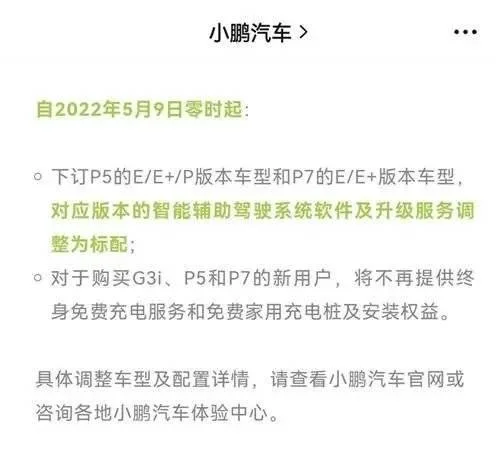 小鹏汽车 >
自2022年5月9日零时起:
下订P5的E/E+/P版本车型和P7的E/E+版本车型，
对应版本的智能辅助驾驶系统软件及升级服务调
整为标配；
对于购买G3i、P5和P7的新用户，将不再提供终
身免费充电服务和免费家用充电桩及安装权益。
具体调整车型及配置详情，请查看小鹏汽车官网或
咨询各地小鹏汽车体验中心。